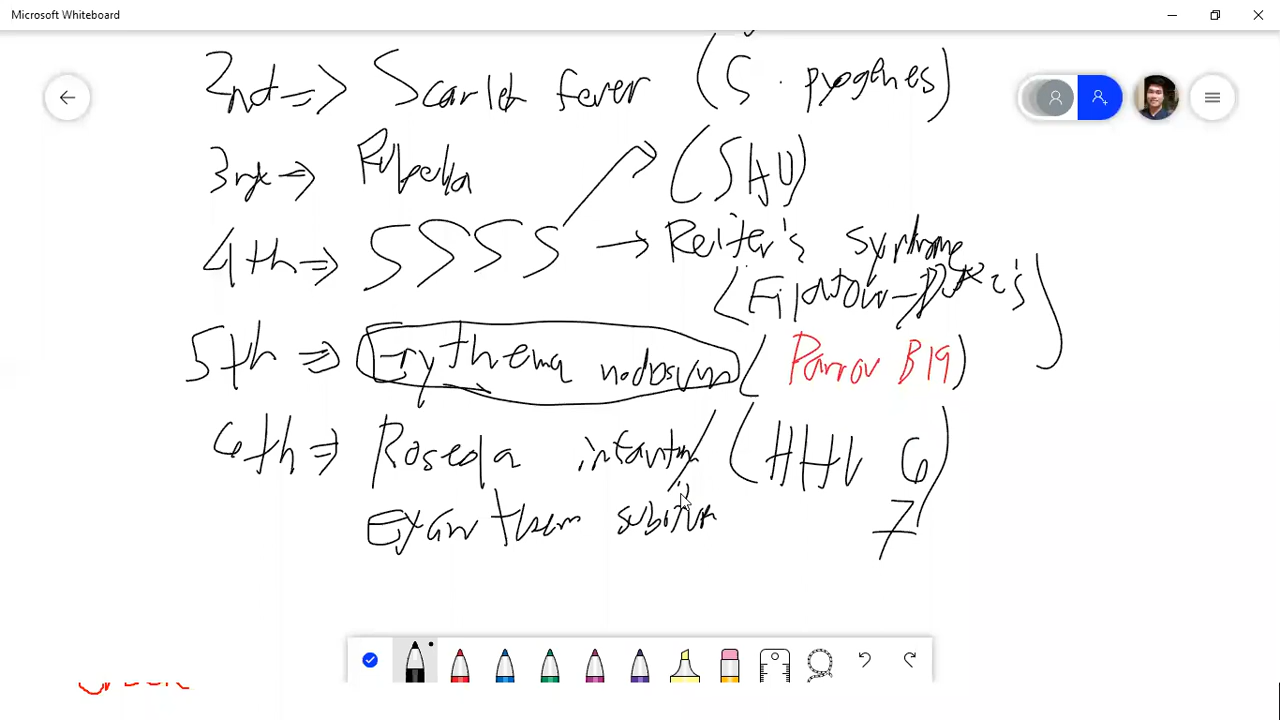 Microsoft Whiteboard
2nd => Scarlet fever (S. pyogenes)
3rd => Rubella
4th => SSSS → (SAU)
→ Reiter's syndrome
5th => Erythema nodosum (Parvov B19)
6th => Roseola infantum (HHV 6
Exanthem subitum 7